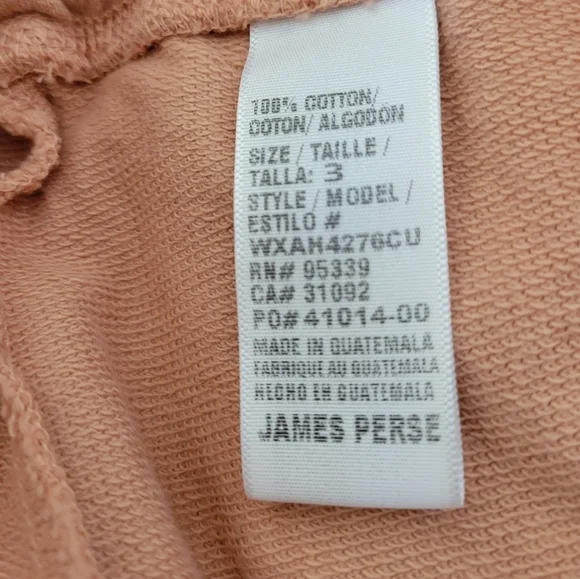 100% COTTON/
COTON/ ALGODON
SIZE / TAILLE /
TALLA: 3
STYLE / MODEL /
ESTILO #
WXAH4276CU
RN# 95339
CA# 31092
PO# 41014-00
MADE IN GUATEMALA
FABRIQUE AU GUATEMALA
HECHO EN GUATEMALA
JAMES PERSE